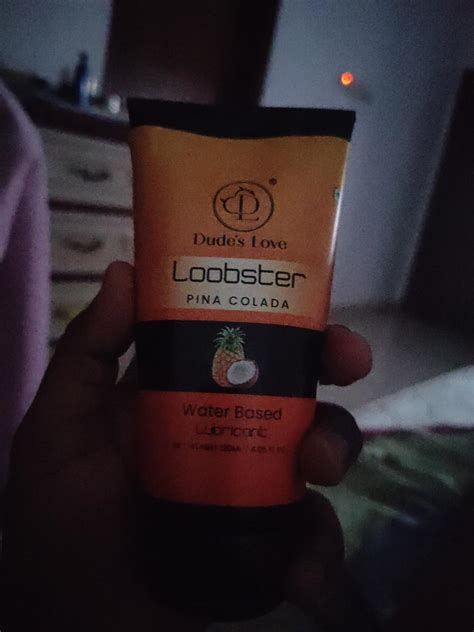 ®
Dude's Love
Loobster
PINA COLADA
Water Based
Lubricant